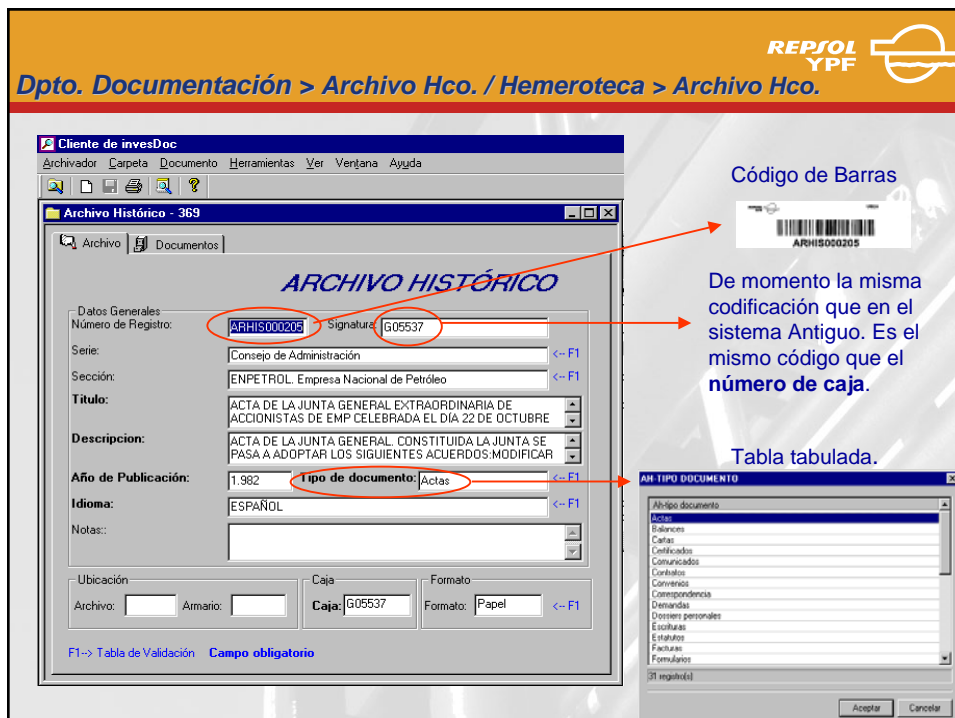 REPSOL
YPF
Dpto. Documentación > Archivo Hco. / Hemeroteca > Archivo Hco.
Cliente de invesDoc
Archivador Carpeta Documento Herramientas Ver Ventana Ayuda
Archivo Histórico - 369
Archivo Documentos
ARCHIVO HISTÓRICO
Datos Generales
Número de Registro: ARHIS000205 Signatura: G05537
Serie: Consejo de Administración <-- F1
Sección: ENPETROL. Empresa Nacional de Petróleo <-- F1
Titulo: ACTA DE LA JUNTA GENERAL EXTRAORDINARIA DE
ACCIONISTAS DE EMP CELEBRADA EL DÍA 22 DE OCTUBRE
Descripcion: ACTA DE LA JUNTA GENERAL. CONSTITUIDA LA JUNTA SE
PASA A ADOPTAR LOS SIGUIENTES ACUERDOS:MODIFICAR
Año de Publicación: 1.982 Tipo de documento: Actas <-- F1
Idioma: ESPAÑOL <-- F1
Notas::
Ubicación Caja Formato
Archivo: Armario: Caja: G05537 Formato: Papel <-- F1
F1--> Tabla de Validación Campo obligatorio
Código de Barras
ARHIS000205
De momento la misma
codificación que en el
sistema Antiguo. Es el
mismo código que el
número de caja.
Tabla tabulada.
AH-TIPO DOCUMENTO
Ah-tipo documento
Actas
Balances
Cartas
Certificados
Comunicados
Contratos
Convenios
Correspondencia
Demandas
Dossiers personales
Escrituras
Estatutos
Facturas
Formularios
31 registro(s)
Aceptar Cancelar